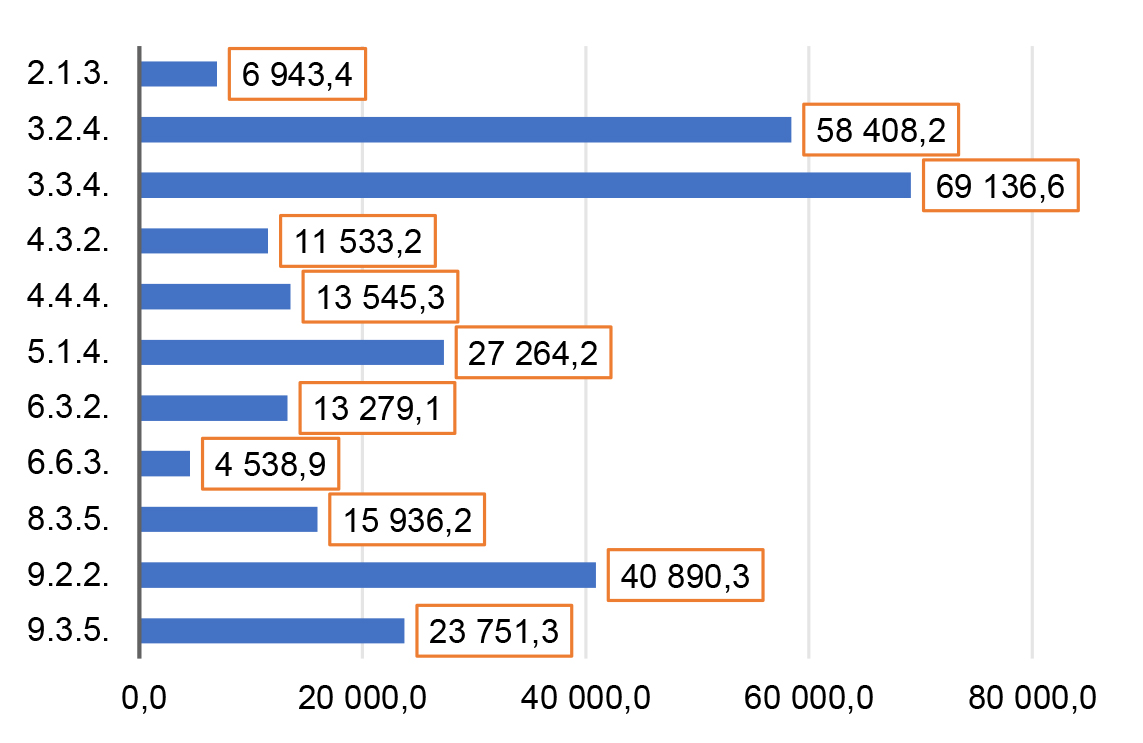 2.1.3. 6 943,4
3.2.4. 58 408,2
3.3.4. 69 136,6
4.3.2. 11 533,2
4.4.4. 13 545,3
5.1.4. 27 264,2
6.3.2. 13 279,1
6.6.3. 4 538,9
8.3.5. 15 936,2
9.2.2. 40 890,3
9.3.5. 23 751,3
0,0 20 000,0 40 000,0 60 000,0 80 000,0